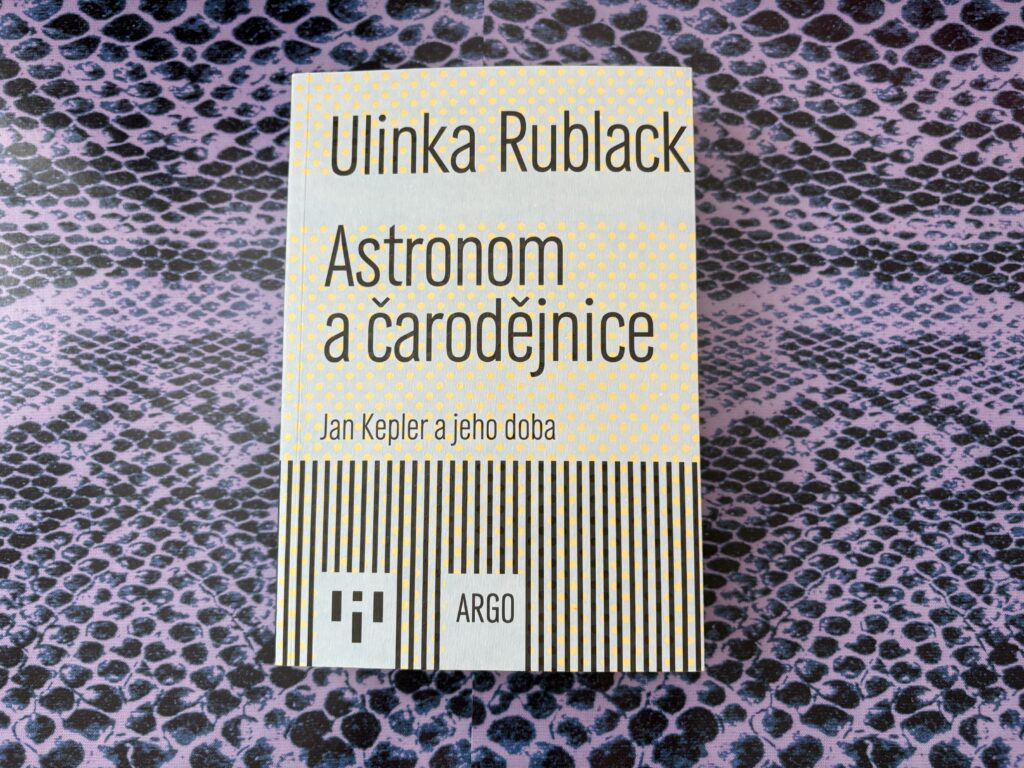 Ulinka Rublack
Astronom
a čarodějnice
Jan Kepler a jeho doba
ARGO